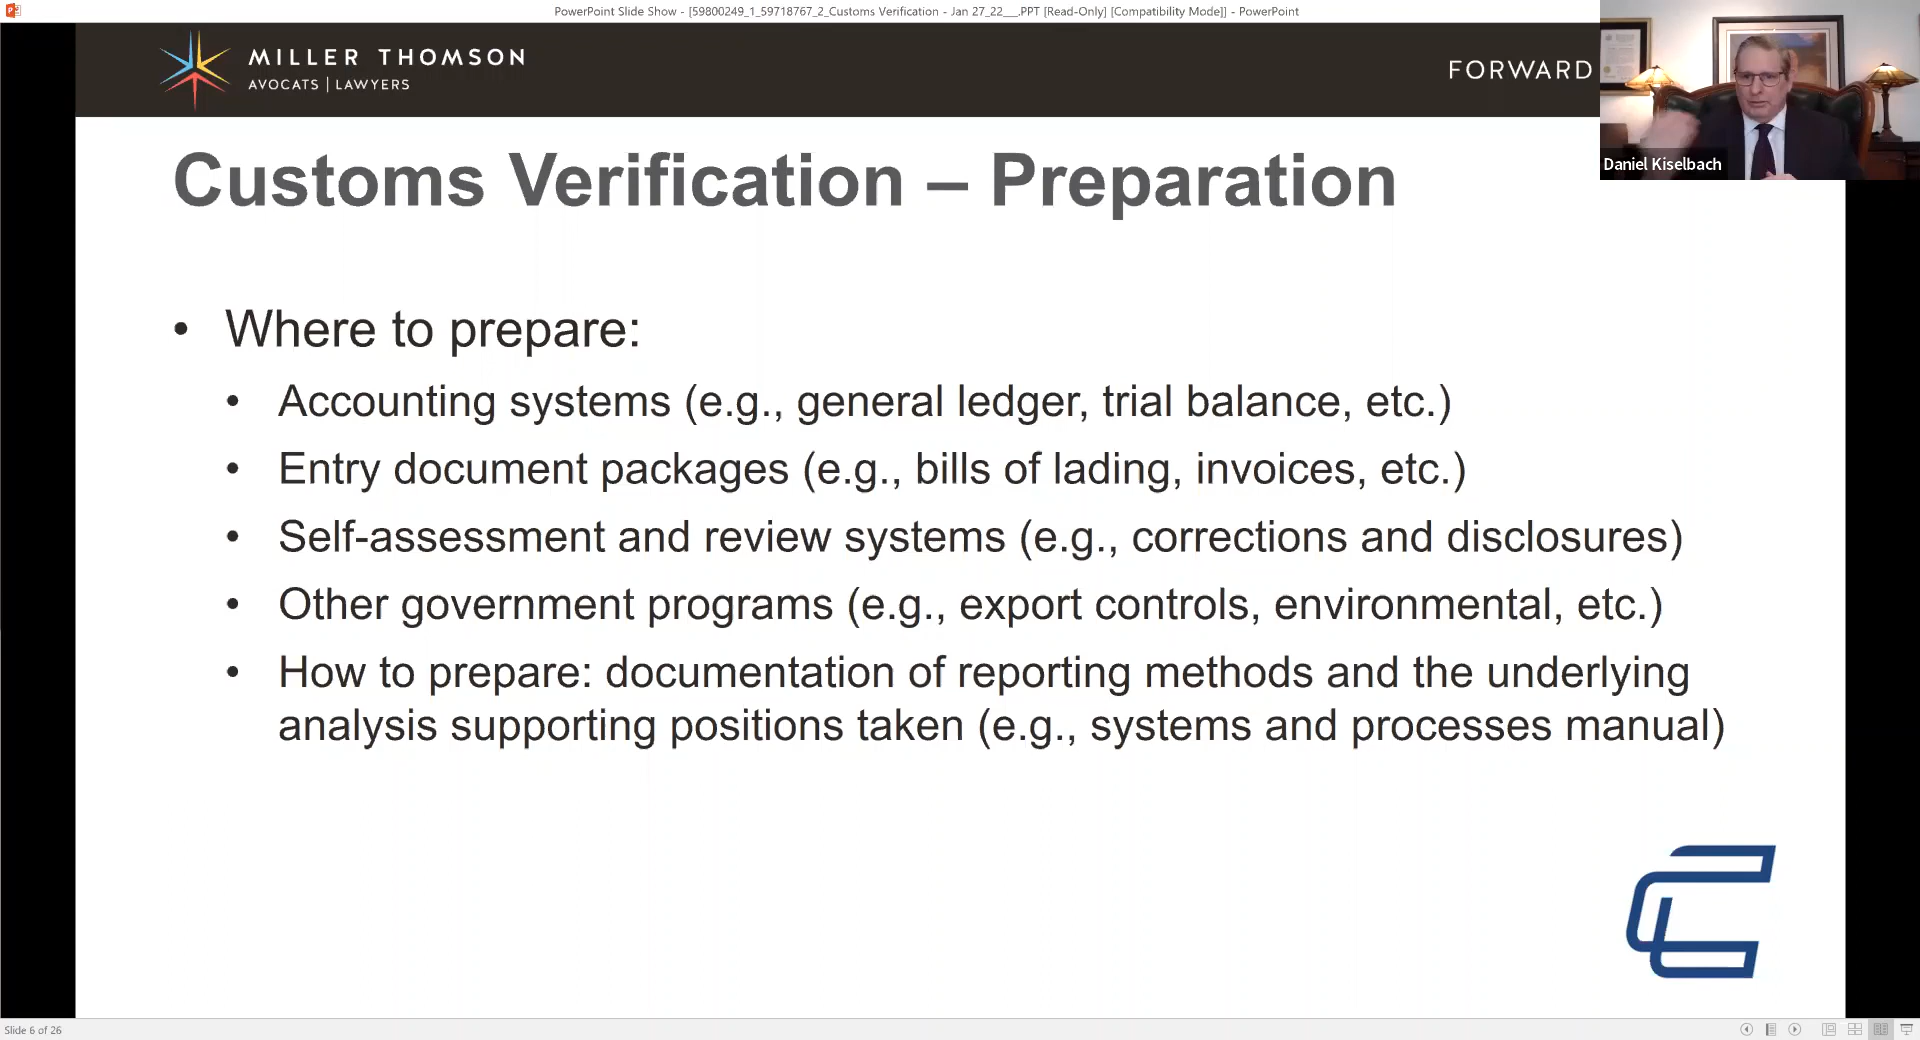 PowerPoint Slide Show - [59800249_1_59718767_2_Customs Verification - Jan 27_22___.PPT [Read-Only] [Compatibility Mode]] - PowerPoint
MILLER THOMSON
AVOCATS | LAWYERS
FORWARD
Daniel Kiselbach
Customs Verification – Preparation
• Where to prepare:
• Accounting systems (e.g., general ledger, trial balance, etc.)
• Entry document packages (e.g., bills of lading, invoices, etc.)
• Self-assessment and review systems (e.g., corrections and disclosures)
• Other government programs (e.g., export controls, environmental, etc.)
• How to prepare: documentation of reporting methods and the underlying
analysis supporting positions taken (e.g., systems and processes manual)
Slide 6 of 26